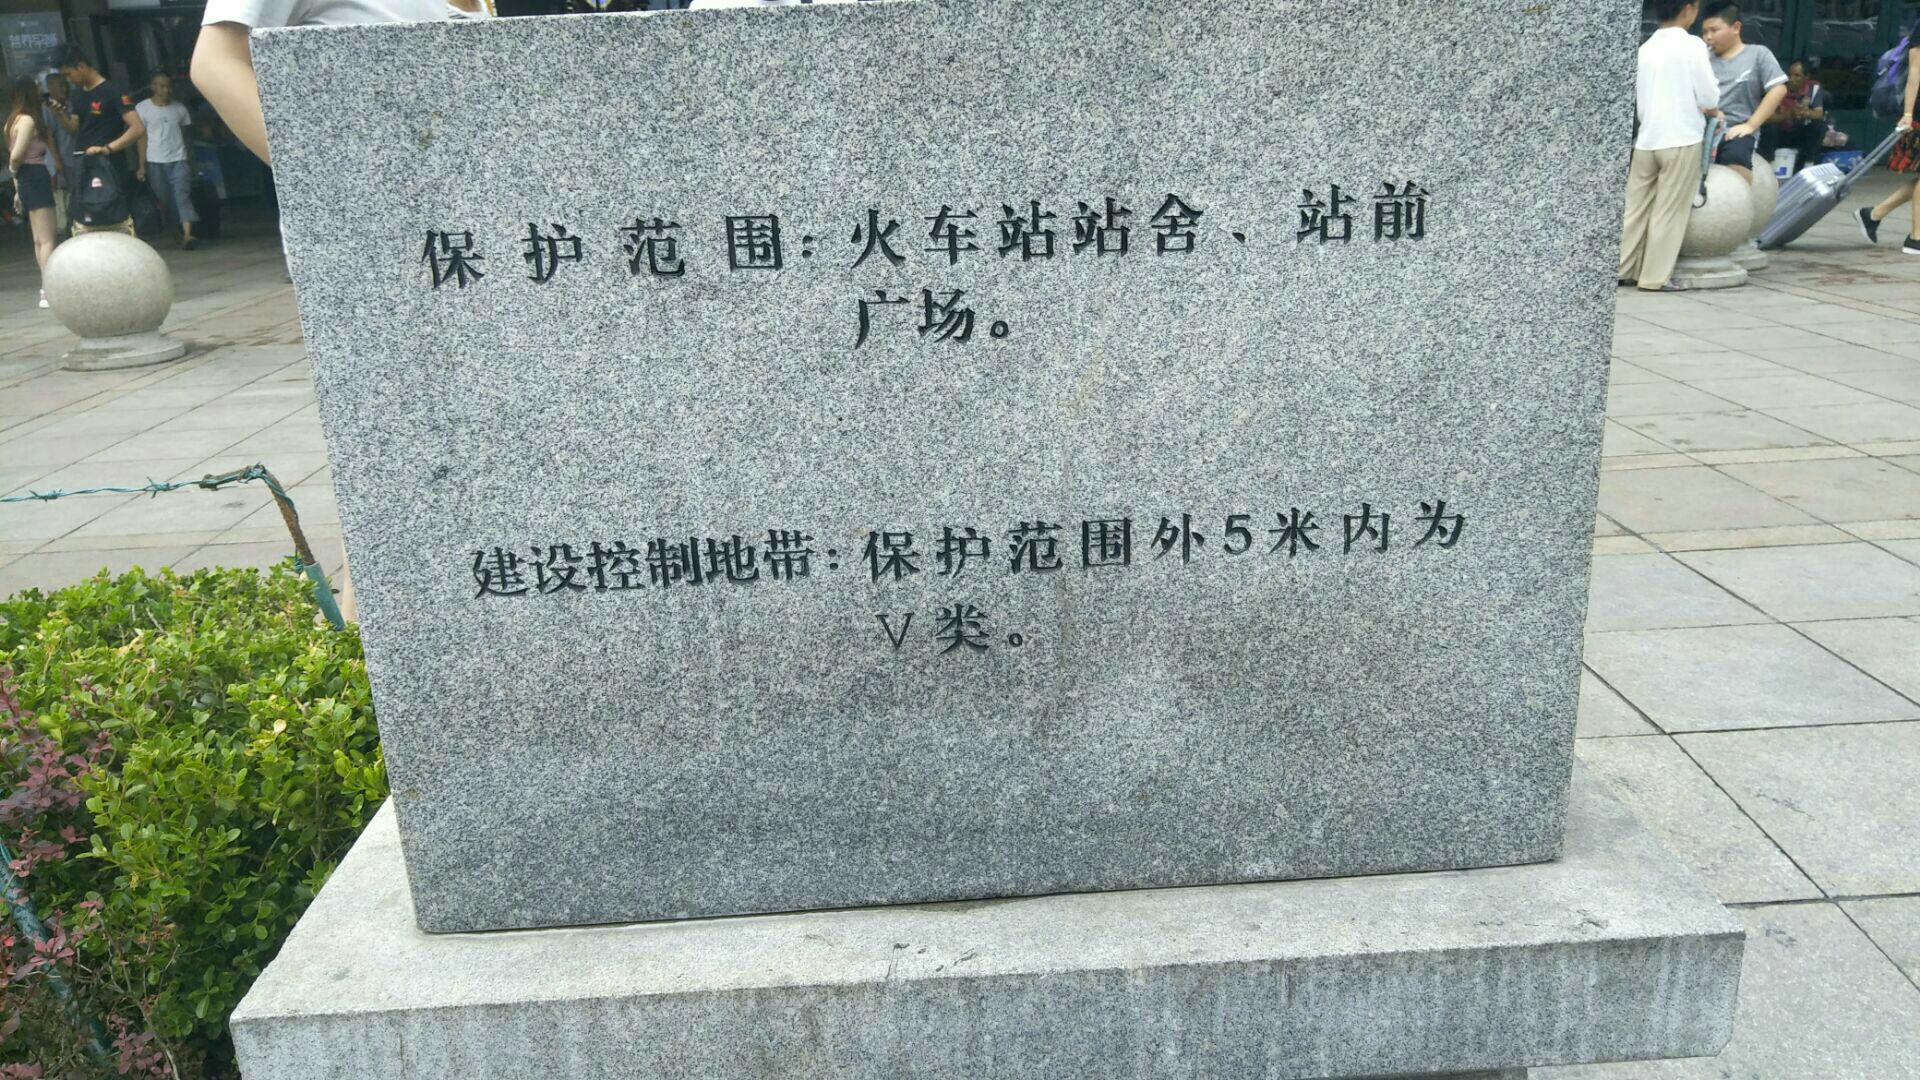 保护范围：火车站站舍、站前
广场。
建设控制地带：保护范围外5米内为
V类。